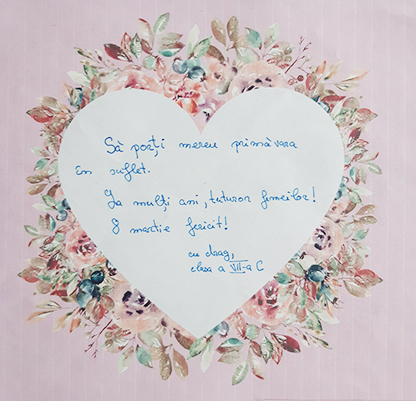 Să porți mereu primăvara
în suflet.
La mulți ani, tuturor femeilor!
8 martie fericit!
cu drag,
clasa a VII-a C